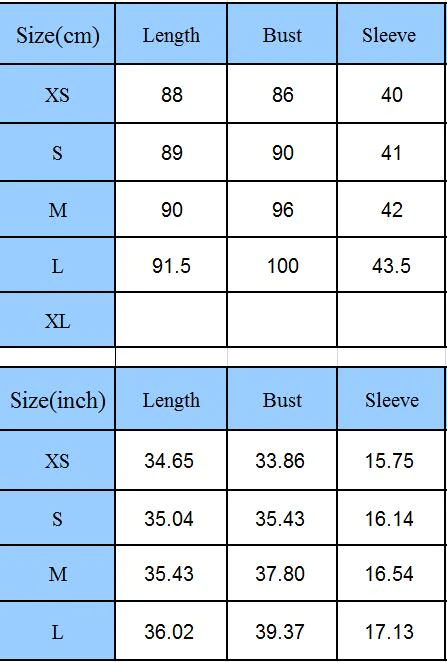 Size(cm) Length Bust Sleeve
XS 88 86 40
S 89 90 41
M 90 96 42
L 91.5 100 43.5
XL
Size(inch) Length Bust Sleeve
XS 34.65 33.86 15.75
S 35.04 35.43 16.14
M 35.43 37.80 16.54
L 36.02 39.37 17.13